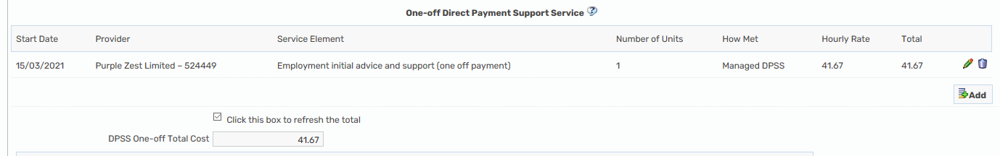 One-off Direct Payment Support Service
Start Date Provider Service Element Number of Units How Met Hourly Rate Total
15/03/2021 Purple Zest Limited – 524449 Employment initial advice and support (one off payment) 1 Managed DPSS 41.67 41.67
Add
Click this box to refresh the total
DPSS One-off Total Cost 41.67